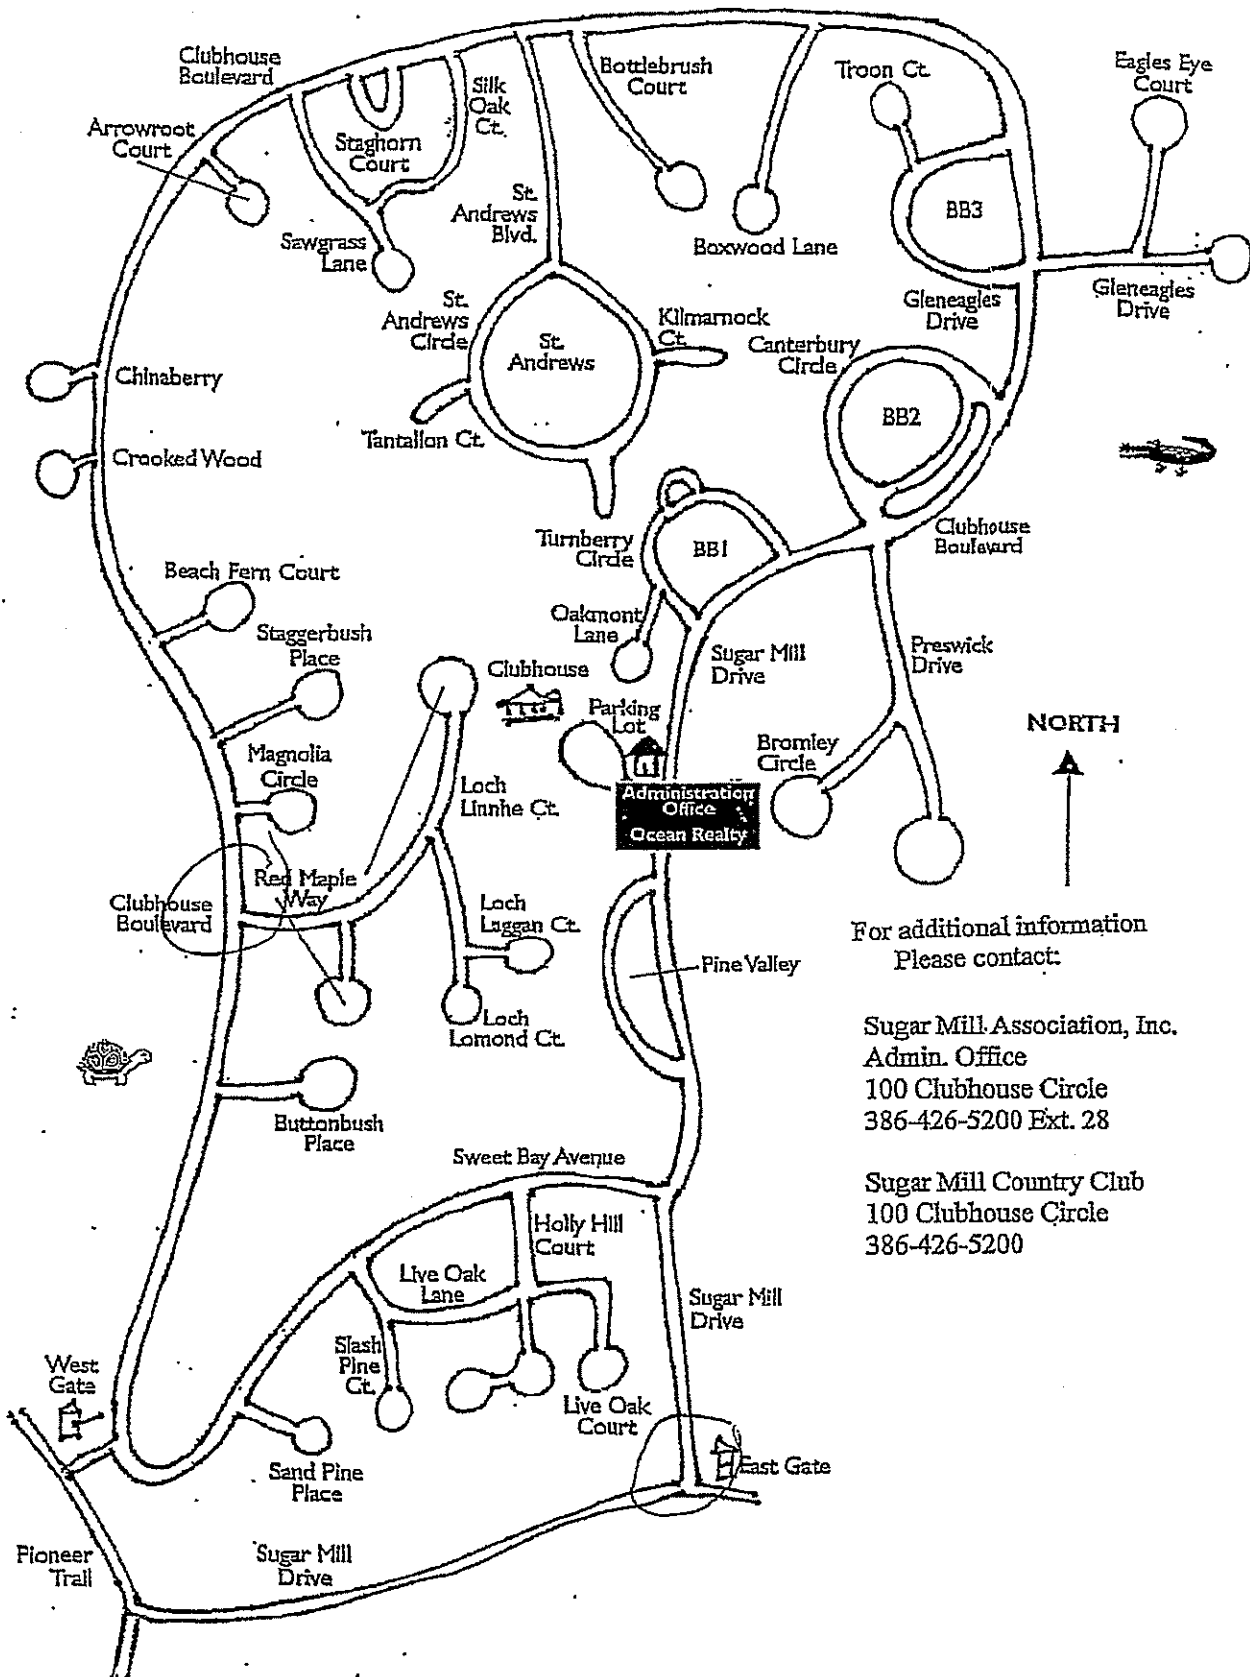 Clubhouse
Boulevard
Silk
Oak
Ct.
Bottlebrush
Court
Troon Ct.
Eagles Eye
Court
Arrowroot
Court
Staghorn
Court
St.
Andrews
Blvd.
BB3
Sawgrass
Lane
Boxwood Lane
Gleneagles
Drive
Gleneagles
Drive
St.
Andrews
Circle
St.
Andrews
Kilmarnock
Ct.
Canterbury
Circle
Chinaberry
BB2
Tantallon Ct.
Crooked Wood
Turnberry
Circle
BB1
Clubhouse
Boulevard
Beach Fern Court
Staggerbush
Place
Oakmont
Lane
Sugar Mill
Drive
Preswick
Drive
Clubhouse
Parking
Lot
NORTH
Magnolia
Circle
Loch
Linnhe Ct.
Bromley
Circle
Administration
Office
Ocean Realty
Red Maple
Way
Clubhouse
Boulevard
Loch
Laggan Ct.
Pine Valley
For additional information
Please contact:
Loch
Lomond Ct.
Sugar Mill Association, Inc.
Admin. Office
100 Clubhouse Circle
386-426-5200 Ext. 28
Buttonbush
Place
Sweet Bay Avenue
Sugar Mill Country Club
100 Clubhouse Circle
386-426-5200
Holly Hill
Court
Live Oak
Lane
Sugar Mill
Drive
Slash
Pine
Ct.
West
Gate
Live Oak
Court
East Gate
Sand Pine
Place
Pioneer
Trail
Sugar Mill
Drive